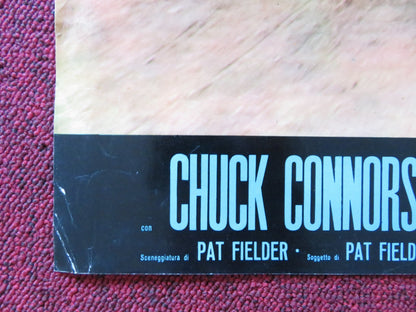 con CHUCK CONNORS
Sceneggiatura di PAT FIELDER • Soggetto di PAT FIELD